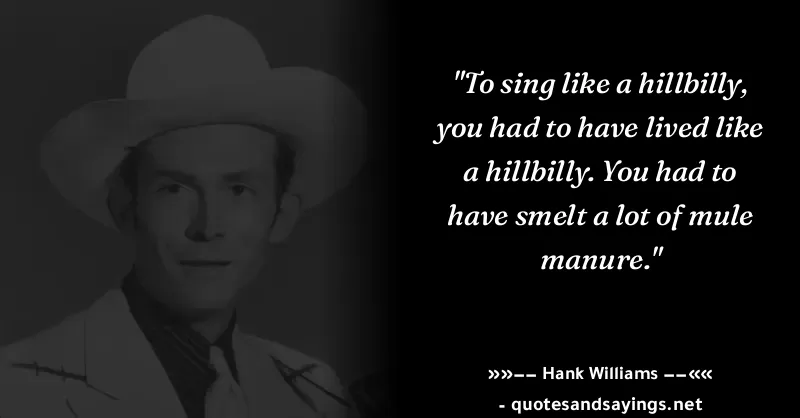 "To sing like a hillbilly,
you had to have lived like
a hillbilly. You had to
have smelt a lot of mule
manure."
»»−− Hank Williams −−««
- quotesandsayings.net